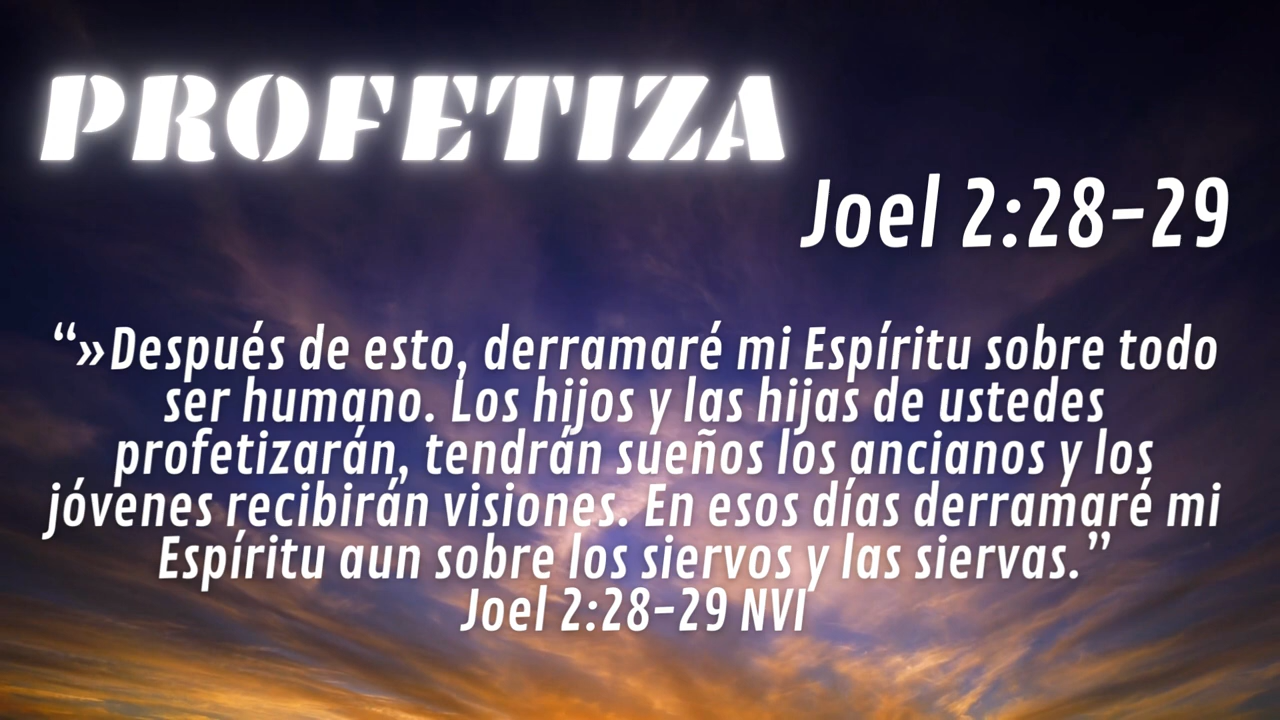 PROFETIZA
Joel 2:28-29
“»Después de esto, derramaré mi Espíritu sobre todo
ser humano. Los hijos y las hijas de ustedes
profetizarán, tendrán sueños los ancianos y los
jóvenes recibirán visiones. En esos días derramaré mi
Espíritu aun sobre los siervos y las siervas.”
Joel 2:28-29 NVI